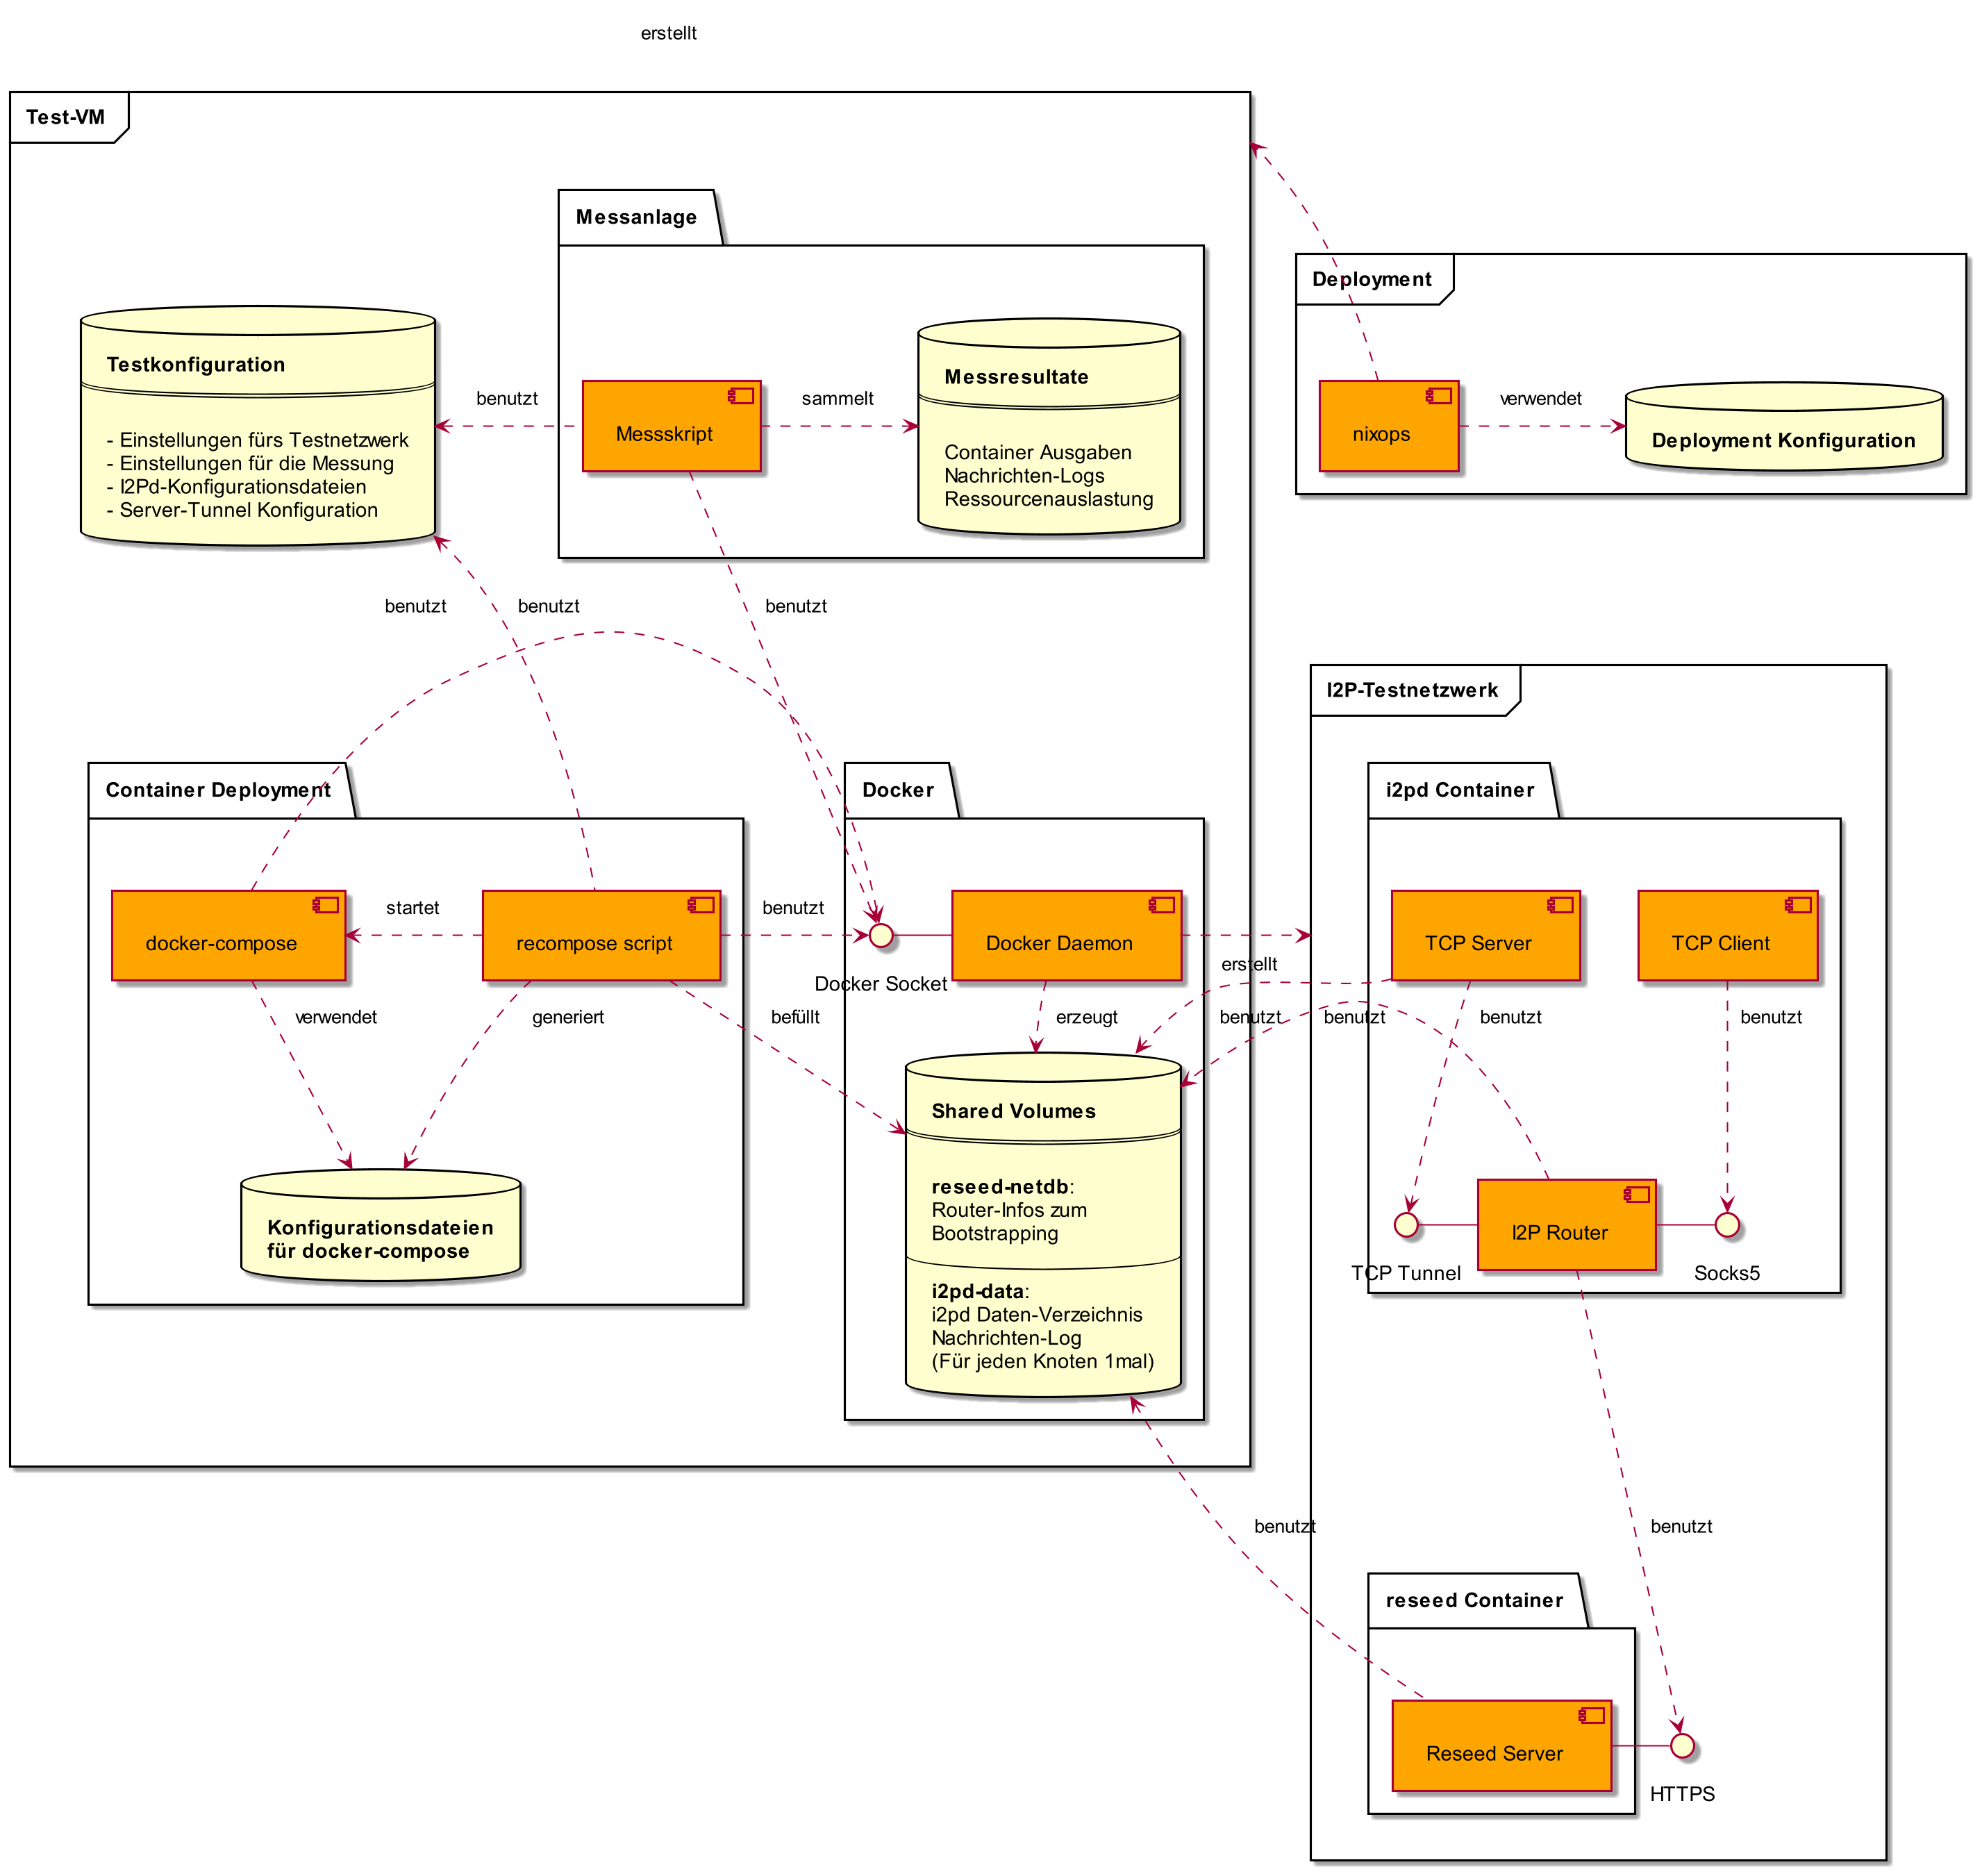 erstellt
Test-VM
Messanlage
Deployment
Testkonfiguration
- Einstellungen fürs Testnetzwerk
- Einstellungen für die Messung
- I2Pd-Konfigurationsdateien
- Server-Tunnel Konfiguration
benutzt
Messskript
sammelt
Messresultate
Container Ausgaben
Nachrichten-Logs
Ressourcenauslastung
nixops
verwendet
Deployment Konfiguration
benutzt
benutzt
benutzt
I2P-Testnetzwerk
Container Deployment
Docker
i2pd Container
docker-compose
startet
recompose script
benutzt
Docker Socket
Docker Daemon
erstellt
TCP Server
TCP Client
verwendet
generiert
befüllt
erzeugt
benutzt
benutzt
benutzt
benutzt
Konfigurationsdateien
für docker-compose
Shared Volumes
reseed-netdb:
Router-Infos zum
Bootstrapping
i2pd-data:
i2pd Daten-Verzeichnis
Nachrichten-Log
(Für jeden Knoten 1mal)
TCP Tunnel
I2P Router
Socks5
benutzt
benutzt
reseed Container
Reseed Server
HTTPS